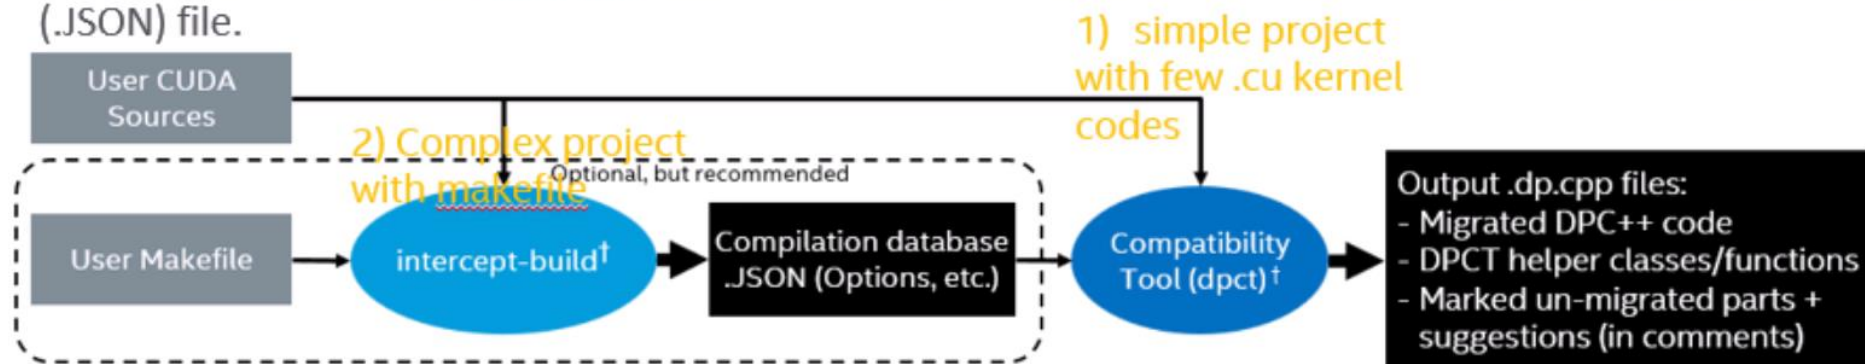 (.JSON) file.
1) simple project
with few .cu kernel
codes
User CUDA
Sources
2) Complex project
with makefile
Optional, but recommended
User Makefile
intercept-build†
Compilation database
.JSON (Options, etc.)
Compatibility
Tool (dpct)†
Output .dp.cpp files:
- Migrated DPC++ code
- DPCT helper classes/functions
- Marked un-migrated parts +
suggestions (in comments)